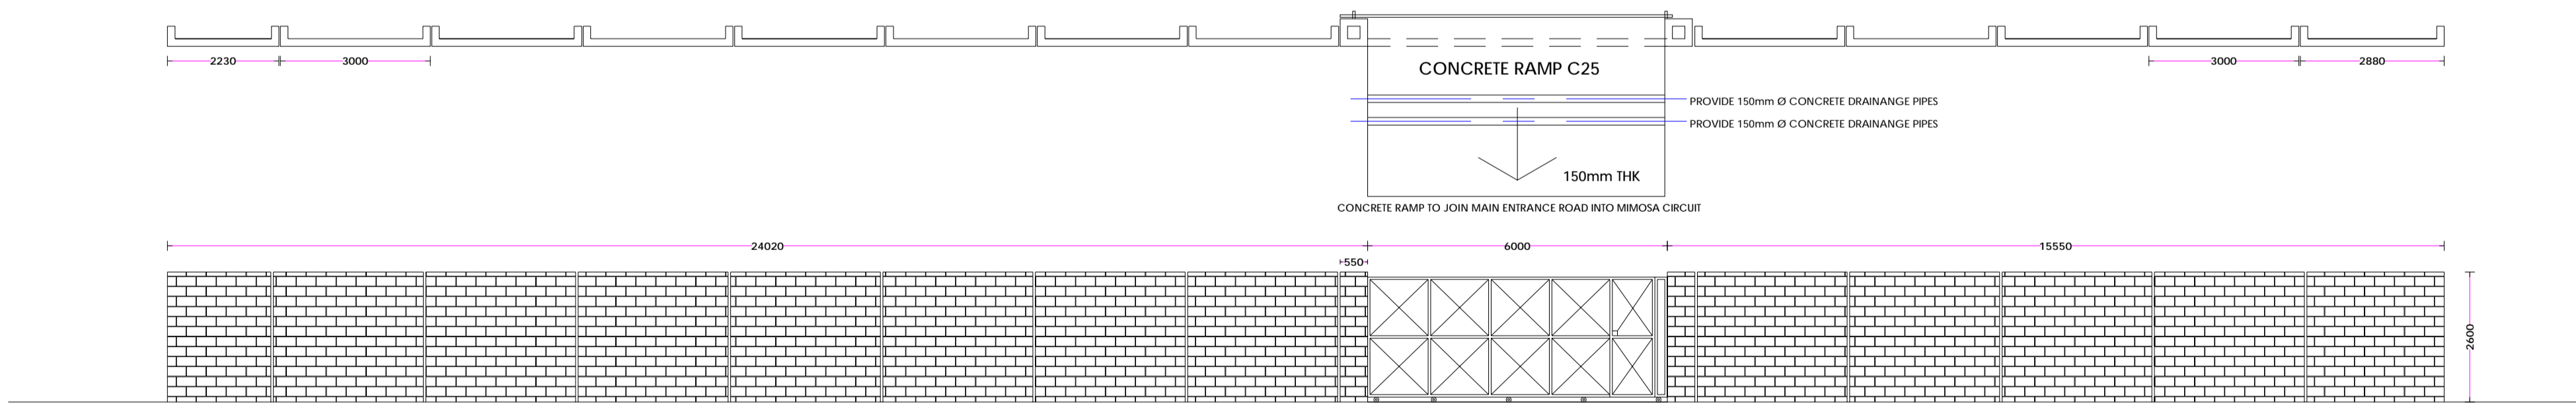 2230
3000
3000
2880
CONCRETE RAMP C25
PROVIDE 150mm Ø CONCRETE DRAINANGE PIPES
PROVIDE 150mm Ø CONCRETE DRAINANGE PIPES
150mm THK
CONCRETE RAMP TO JOIN MAIN ENTRANCE ROAD INTO MIMOSA CIRCUIT
24020
6000
15550
550
2600